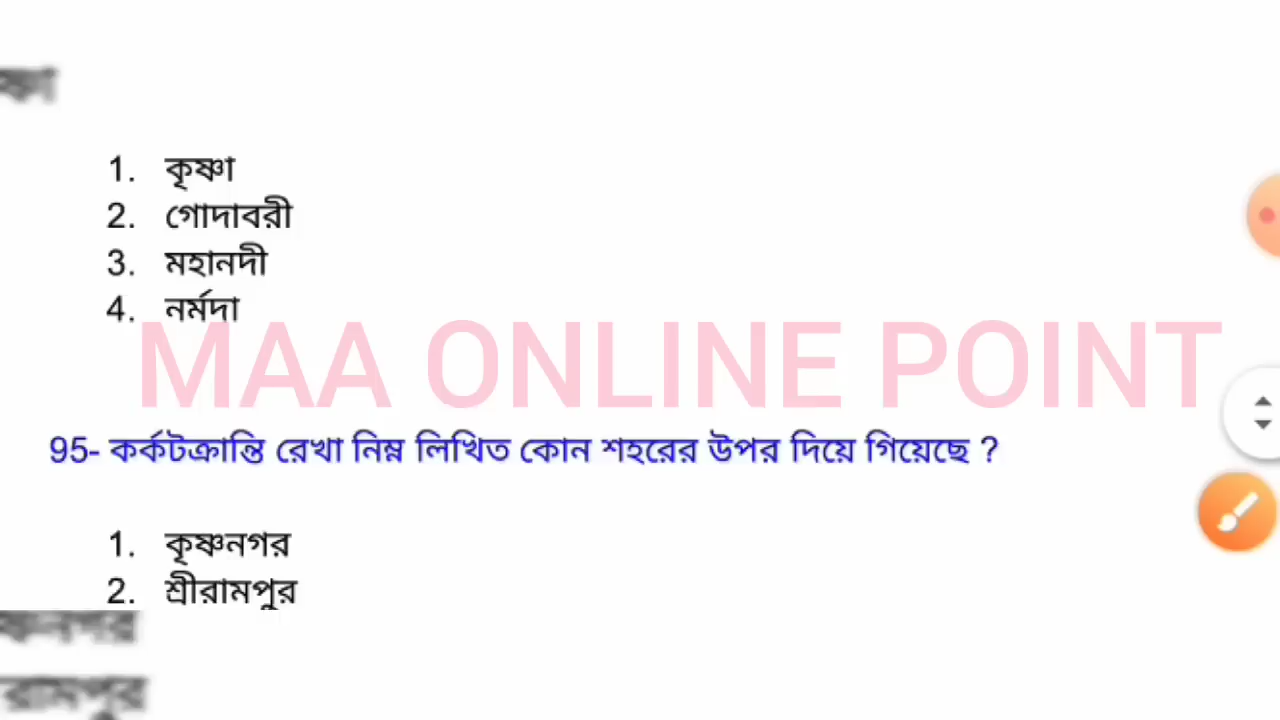 1. কৃষ্ণা
2. গোদাবরী
3. মহানদী
4. নর্মদা
MAA ONLINE POINT
95- কর্কটক্রান্তি রেখা নিম্ন লিখিত কোন শহরের উপর দিয়ে গিয়েছে ?
1. কৃষ্ণনগর
2. শ্রীরামপুর